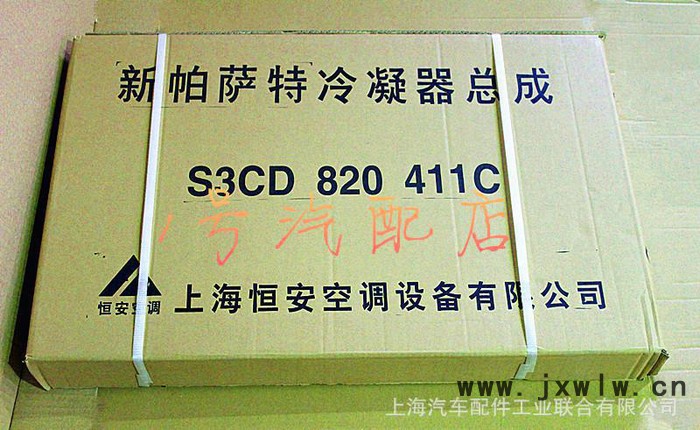 新帕萨特冷凝器总成
S3CD 820 411C
1号汽配店
恒安空调
上海恒安空调设备有限公司
www.jxwlw.cn
上海汽车配件工业联合有限公司